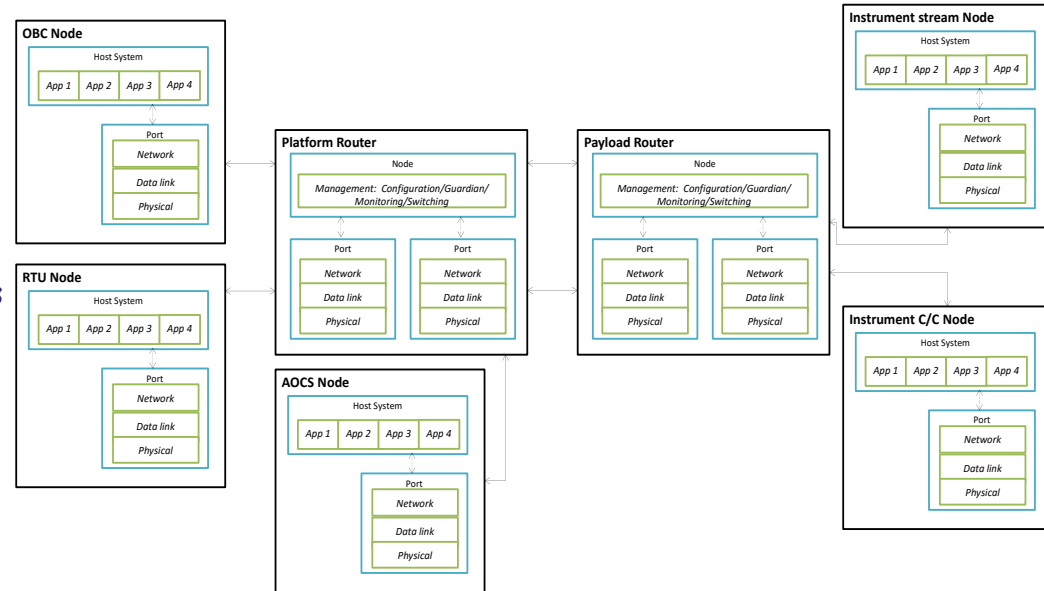 OBC Node
Host System
App 1 App 2 App 3 App 4
Port
Network
Data link
Physical
RTU Node
Host System
App 1 App 2 App 3 App 4
Port
Network
Data link
Physical
Platform Router
Node
Management: Configuration/Guardian/
Monitoring/Switching
Port
Network
Data link
Physical
Port
Network
Data link
Physical
AOCS Node
Host System
App 1 App 2 App 3 App 4
Port
Network
Data link
Physical
Payload Router
Node
Management: Configuration/Guardian/
Monitoring/Switching
Port
Network
Data link
Physical
Port
Network
Data link
Physical
Instrument stream Node
Host System
App 1 App 2 App 3 App 4
Port
Network
Data link
Physical
Instrument C/C Node
Host System
App 1 App 2 App 3 App 4
Port
Network
Data link
Physical